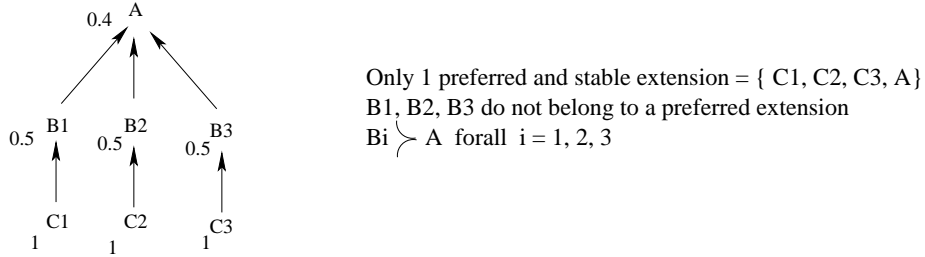 0.4 A
Only 1 preferred and stable extension = { C1, C2, C3, A}
B1, B2, B3 do not belong to a preferred extension
Bi ≻ A forall i = 1, 2, 3
0.5 B1 0.5 B2 0.5 B3
C1 C2 C3
1 1 1